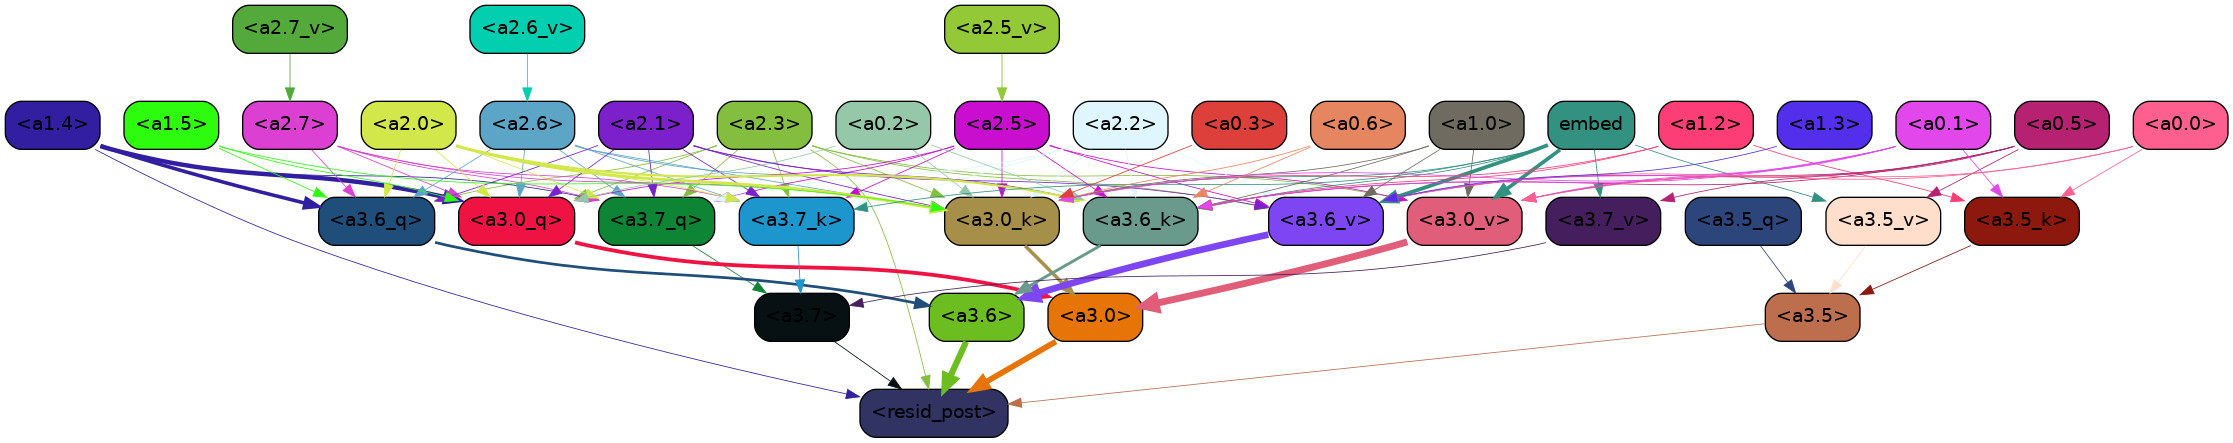 <a2.7_v> <a2.6_v> <a2.5_v>
<a1.4> <a1.5> <a2.7> <a2.0> <a2.6> <a2.1> <a2.3> <a0.2> <a2.5> <a2.2> <a0.3> <a0.6> <a1.0> embed <a1.2> <a1.3> <a0.1> <a0.5> <a0.0>
<a3.6_q> <a3.0_q> <a3.7_q> <a3.7_k> <a3.0_k> <a3.6_k> <a3.6_v> <a3.0_v> <a3.7_v> <a3.5_q> <a3.5_v> <a3.5_k>
<a3.7> <a3.6> <a3.0> <a3.5>
<resid_post>